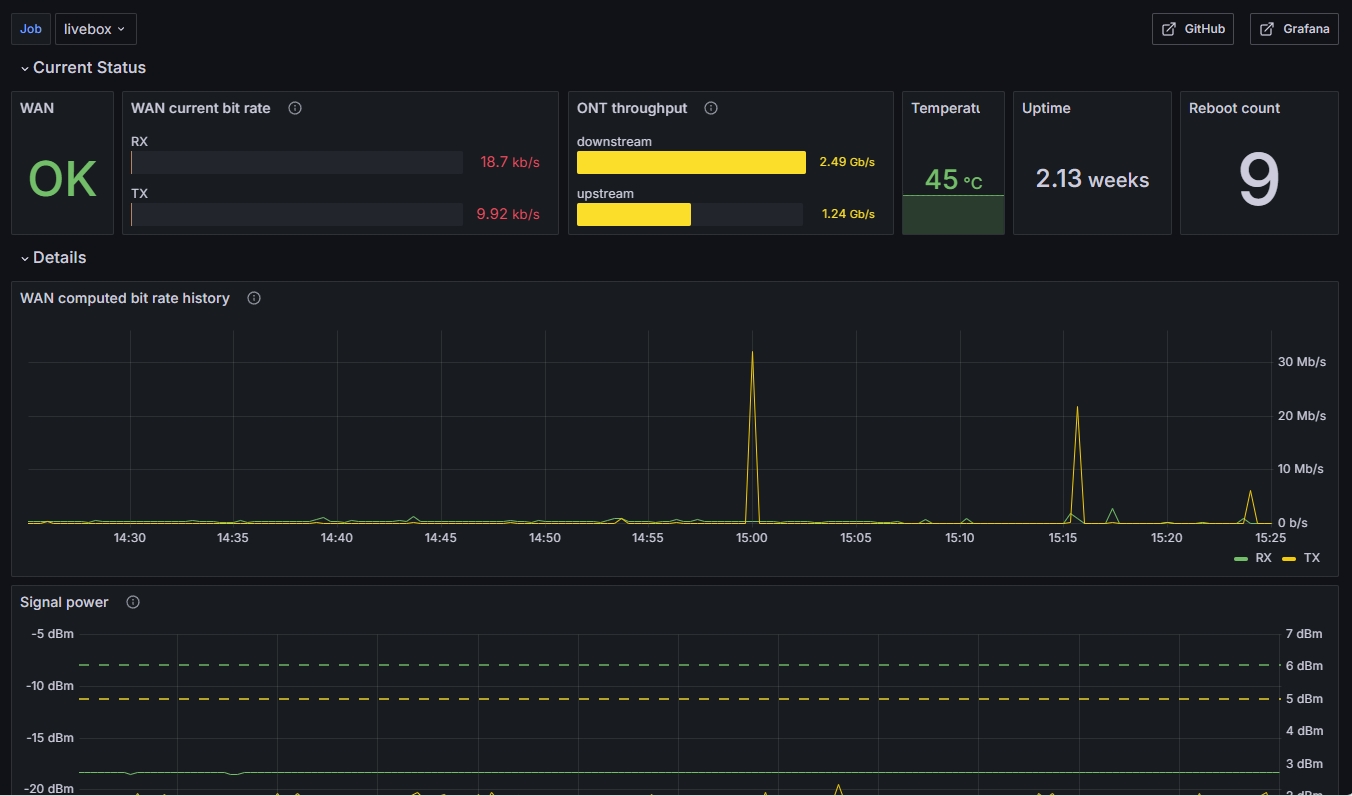 Job livebox GitHub Grafana
Current Status
WAN WAN current bit rate ONT throughput Temperatu Uptime Reboot count
RX downstream
OK 18.7 kb/s 2.49 Gb/s 45 °C 2.13 weeks 9
TX upstream
9.92 kb/s 1.24 Gb/s
Details
WAN computed bit rate history
30 Mb/s
20 Mb/s
10 Mb/s
0 b/s
14:30 14:35 14:40 14:45 14:50 14:55 15:00 15:05 15:10 15:15 15:20 15:25
RX TX
Signal power
-5 dBm 7 dBm
6 dBm
-10 dBm 5 dBm
-15 dBm 4 dBm
3 dBm
-20 dBm 2 dBm